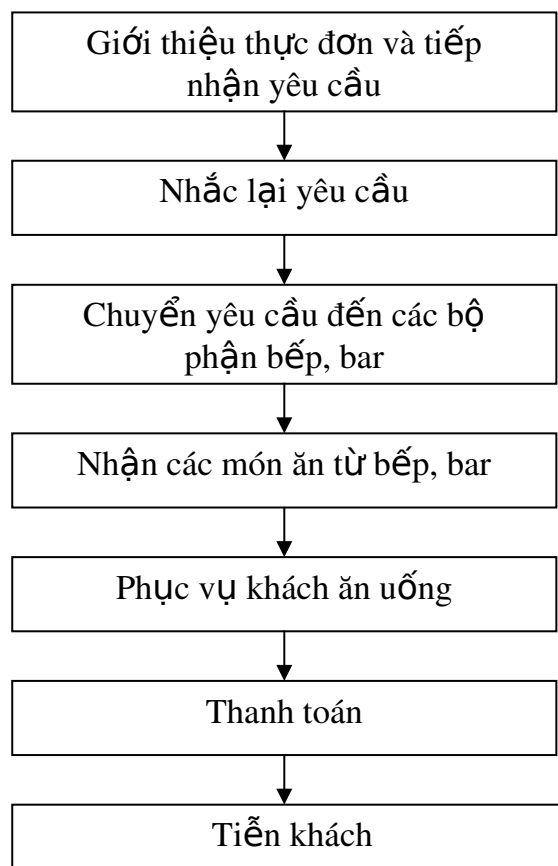 Giới thiệu thực đơn và tiếp
nhận yêu cầu
Nhắc lại yêu cầu
Chuyển yêu cầu đến các bộ
phận bếp, bar
Nhận các món ăn từ bếp, bar
Phục vụ khách ăn uống
Thanh toán
Tiễn khách